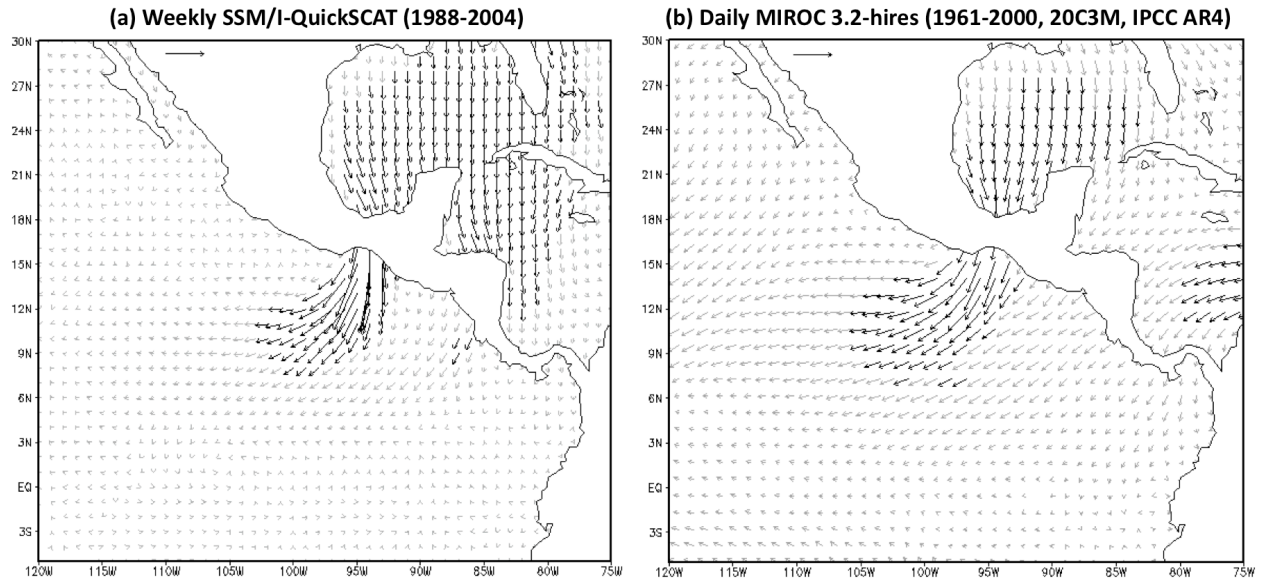 (a) Weekly SSM/I-QuickSCAT (1988-2004)
(b) Daily MIROC 3.2-hires (1961-2000, 20C3M, IPCC AR4)
30N
27N
24N
21N
18N
15N
12N
9N
6N
3N
EQ
3S
120W 115W 110W 105W 100W 95W 90W 85W 80W 75W
30N
27N
24N
21N
18N
15N
12N
9N
6N
3N
EQ
3S
120W 115W 110W 105W 100W 95W 90W 85W 80W 75W